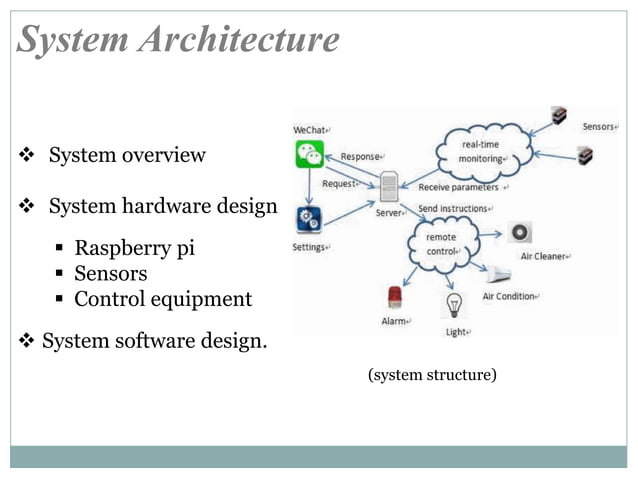 System Architecture
❖ System overview
❖ System hardware design
▪ Raspberry pi
▪ Sensors
▪ Control equipment
❖ System software design.
WeChat
Response
Request
Settings
Server
real-time
monitoring
Sensors
Receive parameters
Send instructions
remote
control
Air Cleaner
Air Condition
Alarm
Light
(system structure)